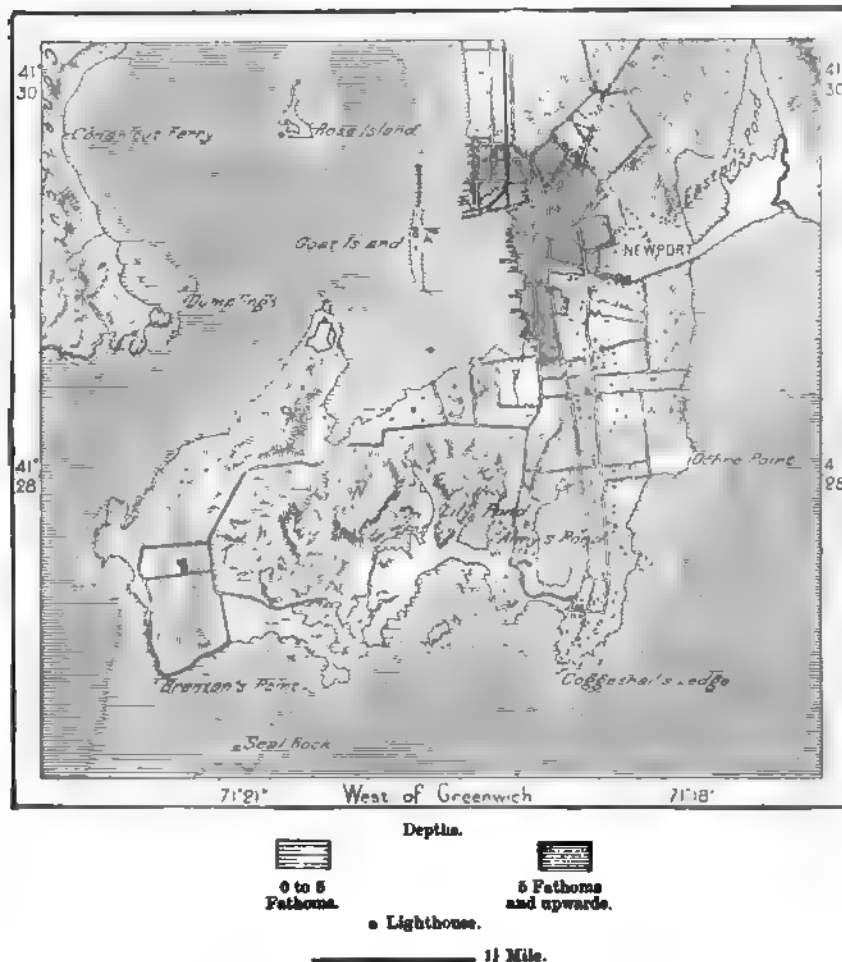 41°
30
41
30
Conanicut Ferry
Rose Island
Easton's Pond
Goat Island
NEWPORT
Dumplings
41°
28
4
28
Ochre Point
Lily Pond
Almy's Pond
Brenton's Point
Coggeshal's Ledge
Seal Rock
71°21'
West of Greenwich
71°18'
Depths.
0 to 5
Fathoms.
5 Fathoms
and upwards.
Lighthouse.
1½ Mile.